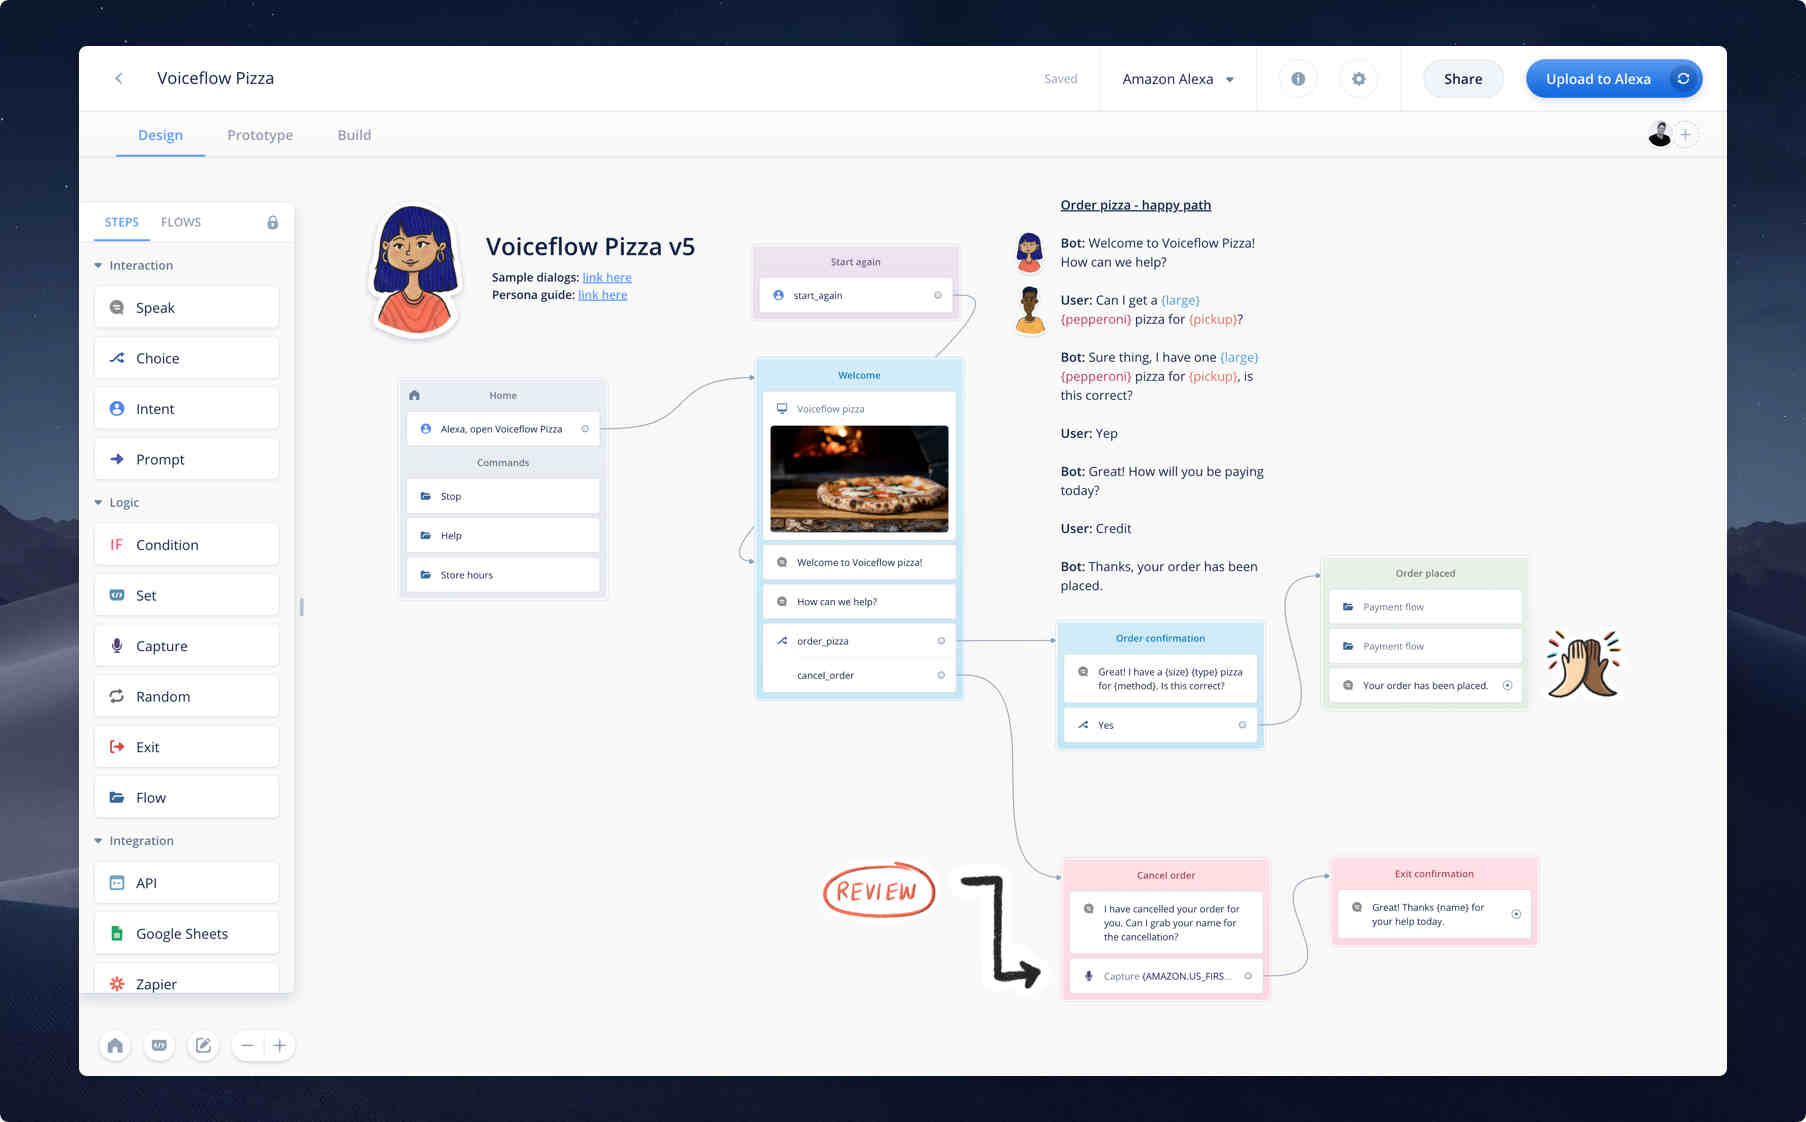 Voiceflow Pizza
Saved
Amazon Alexa
Share
Upload to Alexa
Design
Prototype
Build
STEPS
FLOWS
Interaction
Speak
Choice
Intent
Prompt
Logic
IF
Condition
Set
Capture
Random
Exit
Flow
Integration
API
Google Sheets
Zapier
Voiceflow Pizza v5
Sample dialogs: link here
Persona guide: link here
Home
Alexa, open Voiceflow Pizza
Commands
Stop
Help
Store hours
Start again
start_again
Welcome
Voiceflow pizza
Welcome to Voiceflow pizza!
How can we help?
order_pizza
cancel_order
Order pizza - happy path
Bot: Welcome to Voiceflow Pizza!
How can we help?
User: Can I get a {large}
{pepperoni} pizza for {pickup}?
Bot: Sure thing, I have one {large}
{pepperoni} pizza for {pickup}, is
this correct?
User: Yep
Bot: Great! How will you be paying
today?
User: Credit
Bot: Thanks, your order has been
placed.
Order confirmation
Great! I have a {size} {type} pizza
for {method}. Is this correct?
Yes
Order placed
Payment flow
Payment flow
Your order has been placed.
REVIEW
Cancel order
I have cancelled your order for
you. Can I grab your name for
the cancellation?
Capture {AMAZON.US_FIRS...
Exit confirmation
Great! Thanks {name} for
your help today.